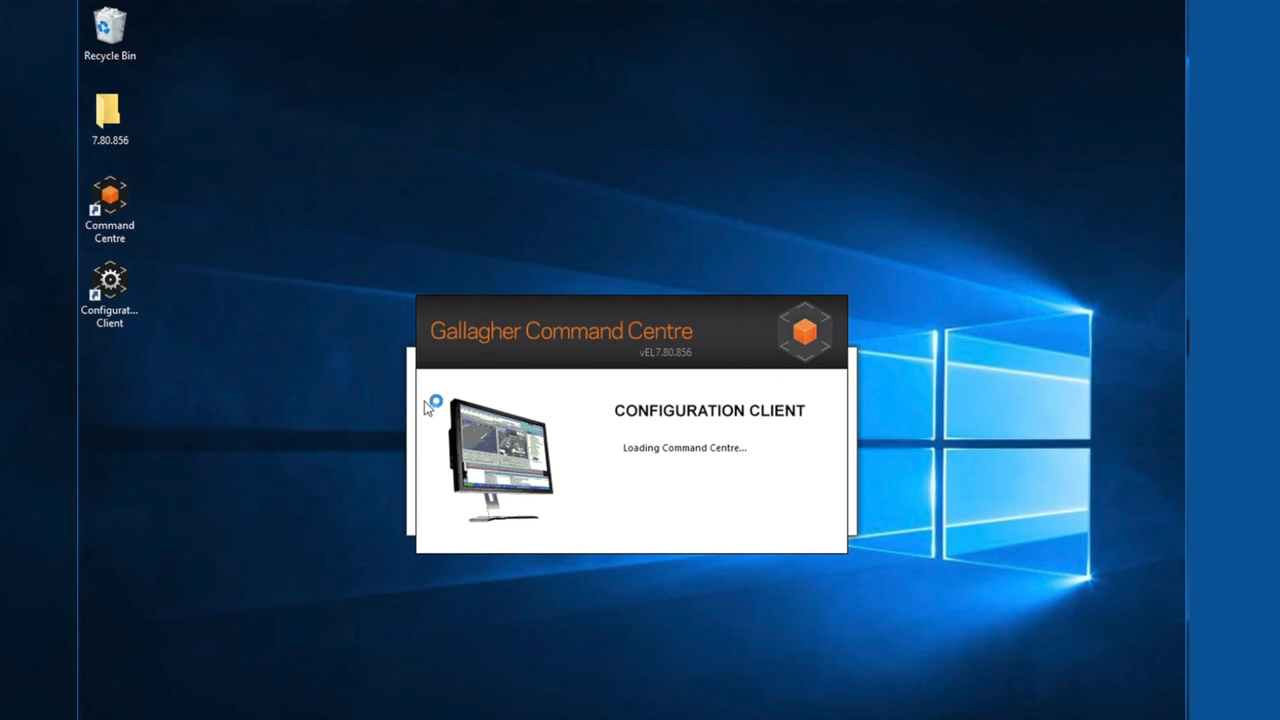 Recycle Bin
7.80.856
Command
Centre
Configurat...
Client
Gallagher Command Centre
vEL7.80.856
CONFIGURATION CLIENT
Loading Command Centre...